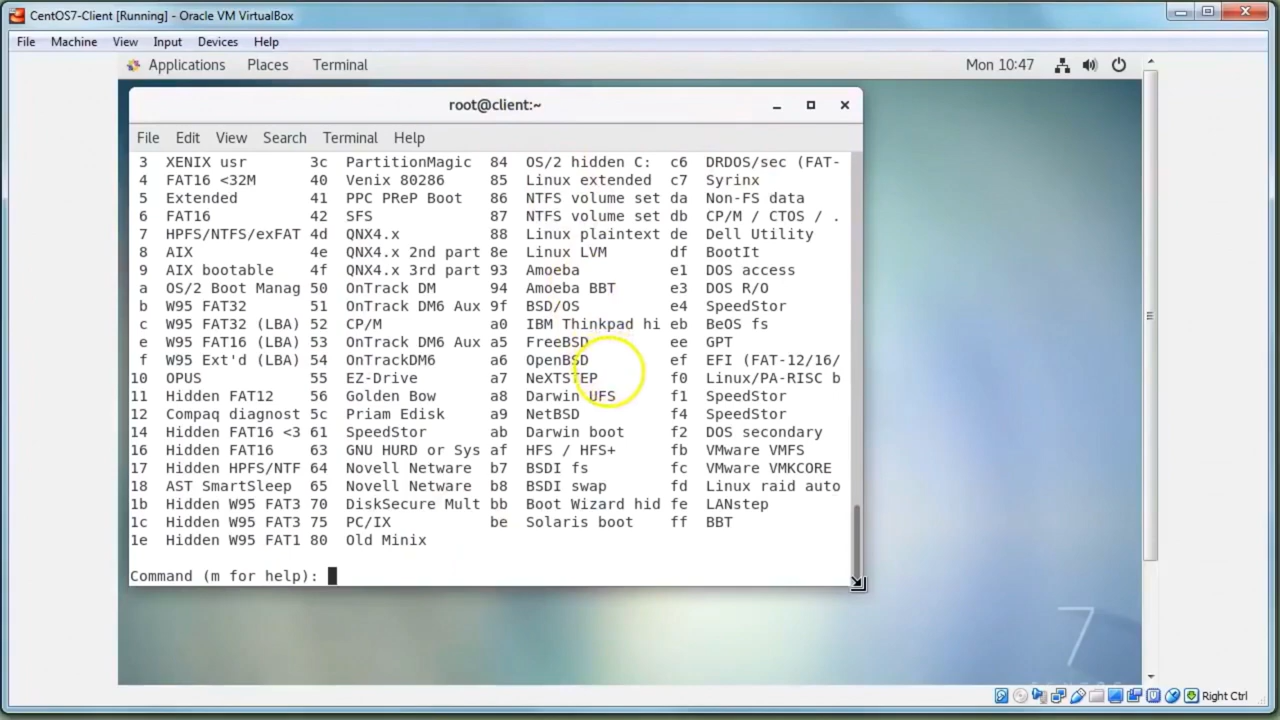 CentOS7-Client [Running] - Oracle VM VirtualBox
File Machine View Input Devices Help
Applications Places Terminal Mon 10:47
root@client:~
File Edit View Search Terminal Help
3 XENIX usr 3c PartitionMagic 84 OS/2 hidden C: c6 DRDOS/sec (FAT-
4 FAT16 <32M 40 Venix 80286 85 Linux extended c7 Syrinx
5 Extended 41 PPC PReP Boot 86 NTFS volume set da Non-FS data
6 FAT16 42 SFS 87 NTFS volume set db CP/M / CTOS / .
7 HPFS/NTFS/exFAT 4d QNX4.x 88 Linux plaintext de Dell Utility
8 AIX 4e QNX4.x 2nd part 8e Linux LVM df BootIt
9 AIX bootable 4f QNX4.x 3rd part 93 Amoeba e1 DOS access
a OS/2 Boot Manag 50 OnTrack DM 94 Amoeba BBT e3 DOS R/O
b W95 FAT32 51 OnTrack DM6 Aux 9f BSD/OS e4 SpeedStor
c W95 FAT32 (LBA) 52 CP/M a0 IBM Thinkpad hi eb BeOS fs
e W95 FAT16 (LBA) 53 OnTrack DM6 Aux a5 FreeBSD ee GPT
f W95 Ext'd (LBA) 54 OnTrackDM6 a6 OpenBSD ef EFI (FAT-12/16/
10 OPUS 55 EZ-Drive a7 NeXTSTEP f0 Linux/PA-RISC b
11 Hidden FAT12 56 Golden Bow a8 Darwin UFS f1 SpeedStor
12 Compaq diagnost 5c Priam Edisk a9 NetBSD f4 SpeedStor
14 Hidden FAT16 <3 61 SpeedStor ab Darwin boot f2 DOS secondary
16 Hidden FAT16 63 GNU HURD or Sys af HFS / HFS+ fb VMware VMFS
17 Hidden HPFS/NTF 64 Novell Netware b7 BSDI fs fc VMware VMKCORE
18 AST SmartSleep 65 Novell Netware b8 BSDI swap fd Linux raid auto
1b Hidden W95 FAT3 70 DiskSecure Mult bb Boot Wizard hid fe LANstep
1c Hidden W95 FAT3 75 PC/IX be Solaris boot ff BBT
1e Hidden W95 FAT1 80 Old Minix
Command (m for help):
7
Right Ctrl